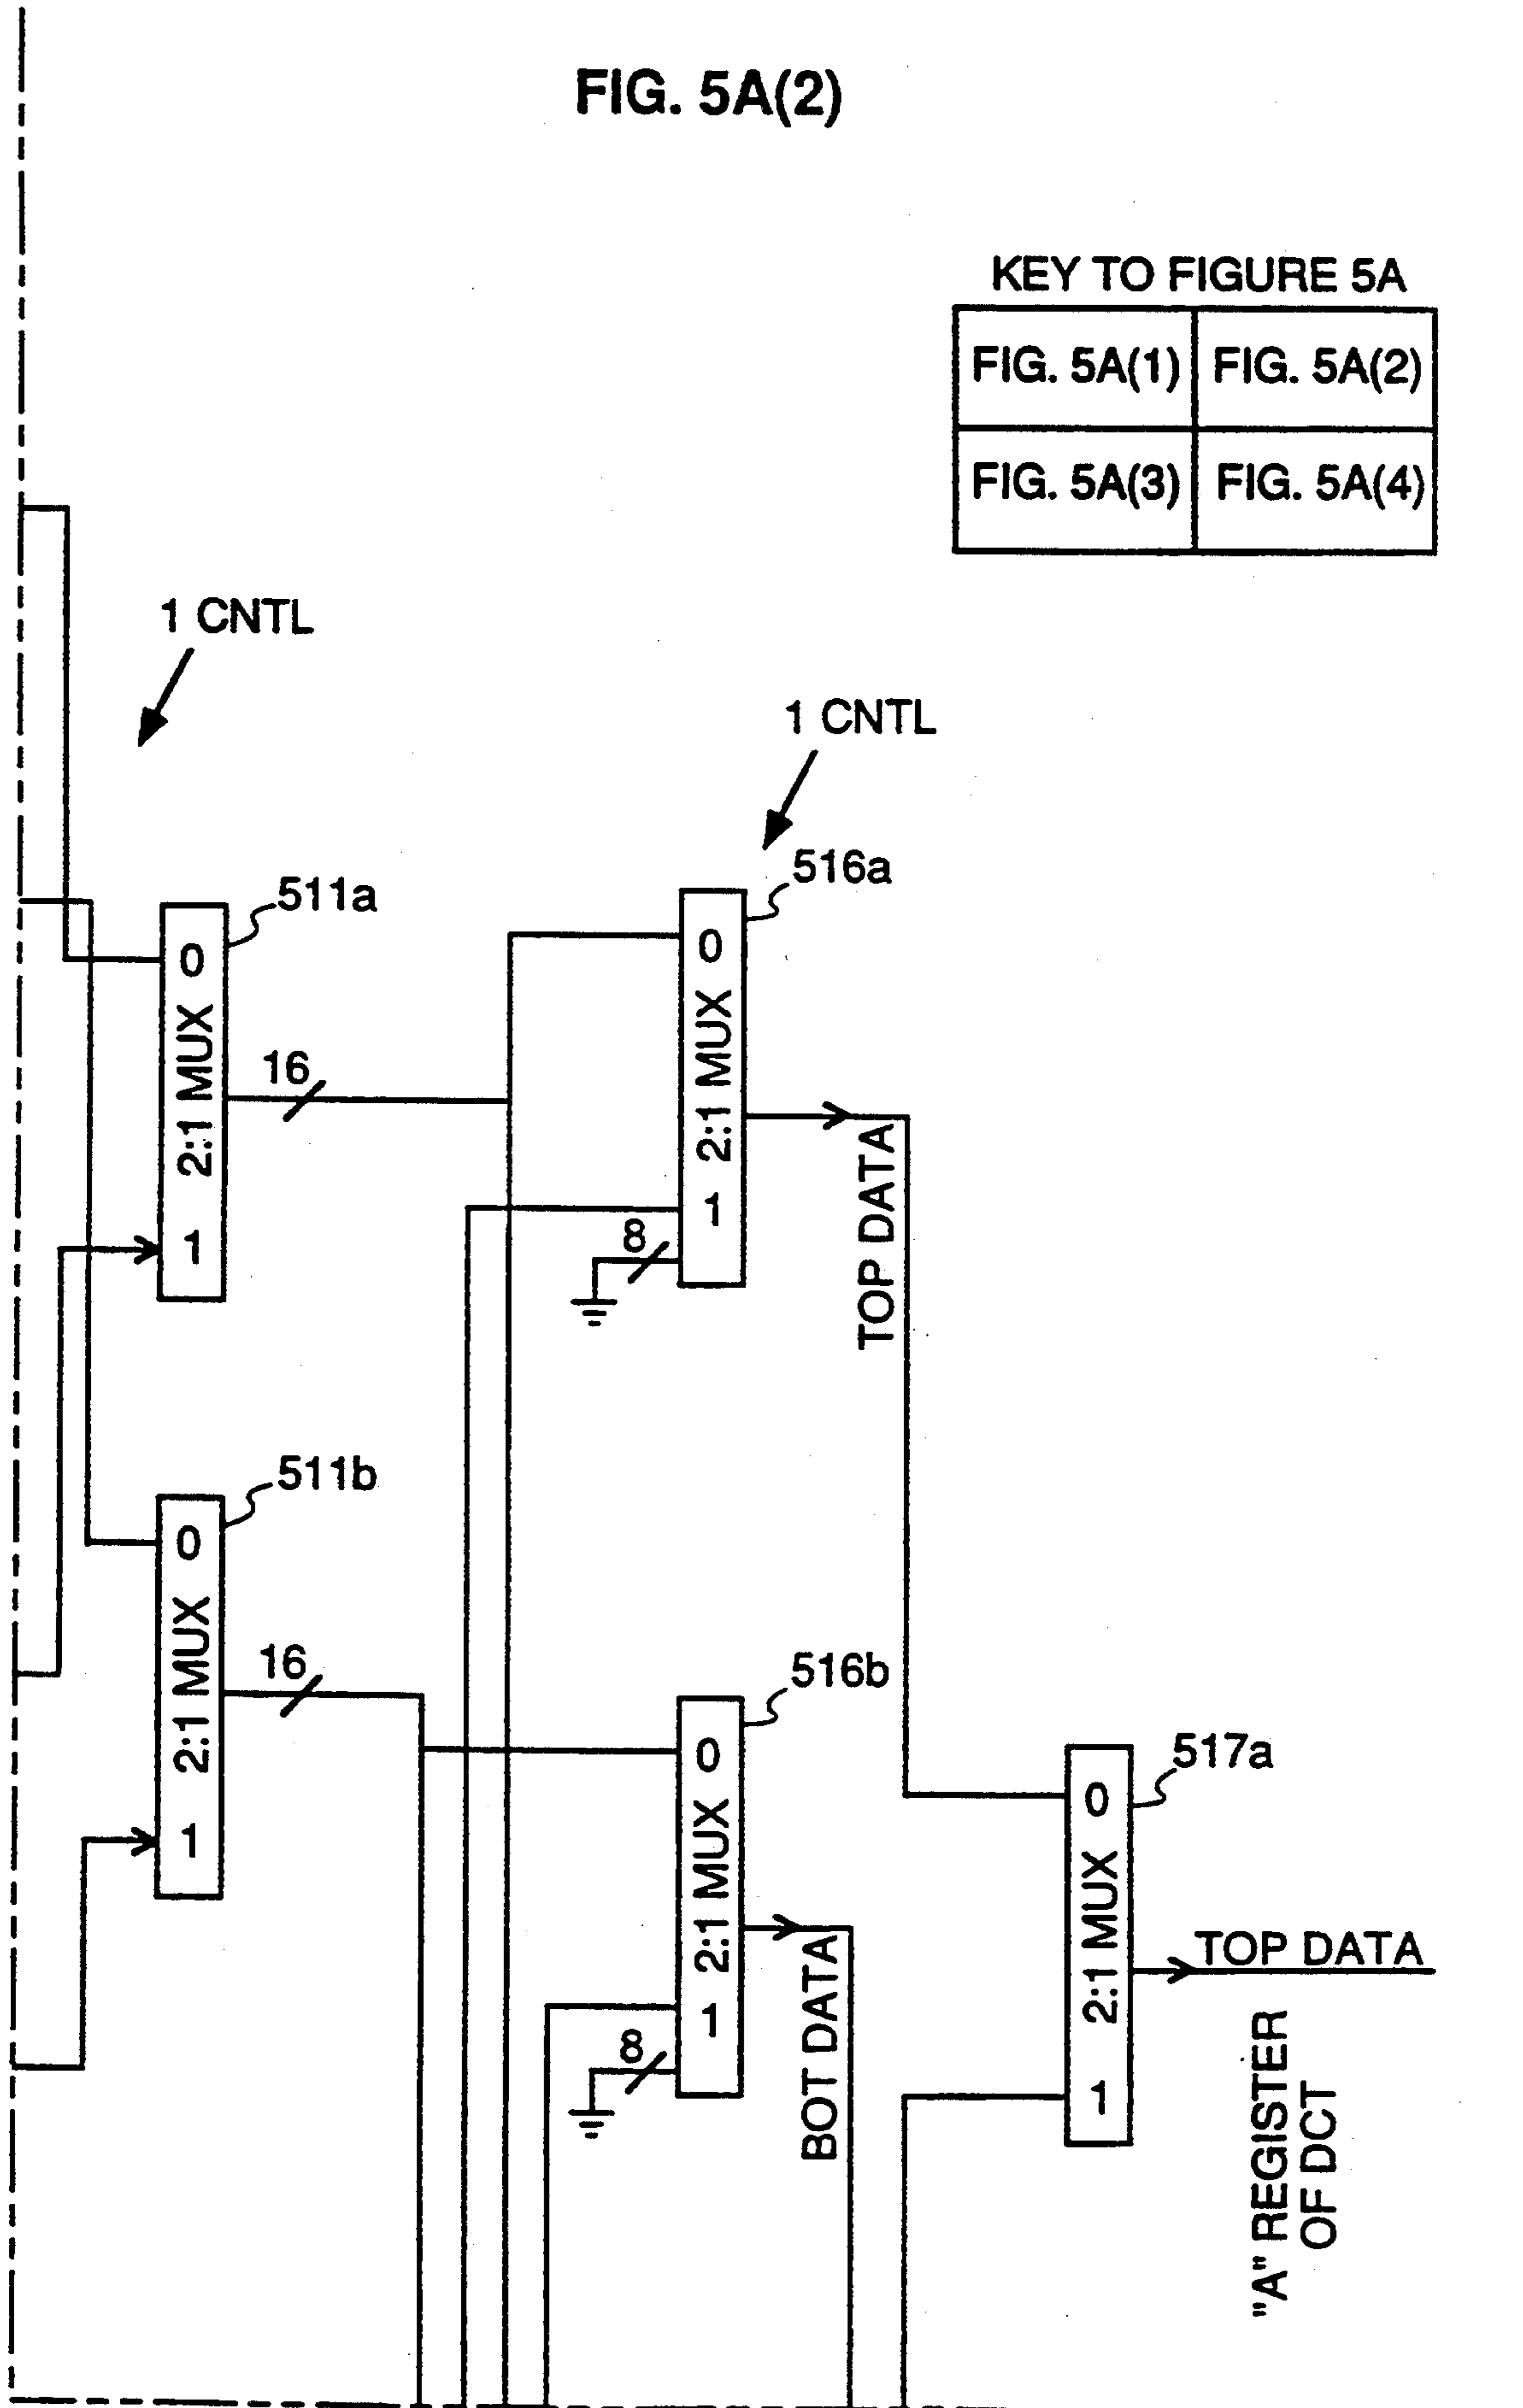 FIG. 5A(2)
KEY TO FIGURE 5A
FIG. 5A(1) FIG. 5A(2)
FIG. 5A(3) FIG. 5A(4)
1 CNTL
1 CNTL
511a
0
2:1 MUX
1
16
516a
0
2:1 MUX
1
8
TOP DATA
511b
0
2:1 MUX
1
16
516b
0
2:1 MUX
1
8
BOT DATA
517a
0
2:1 MUX
1
TOP DATA
"A" REGISTER
OF DCT